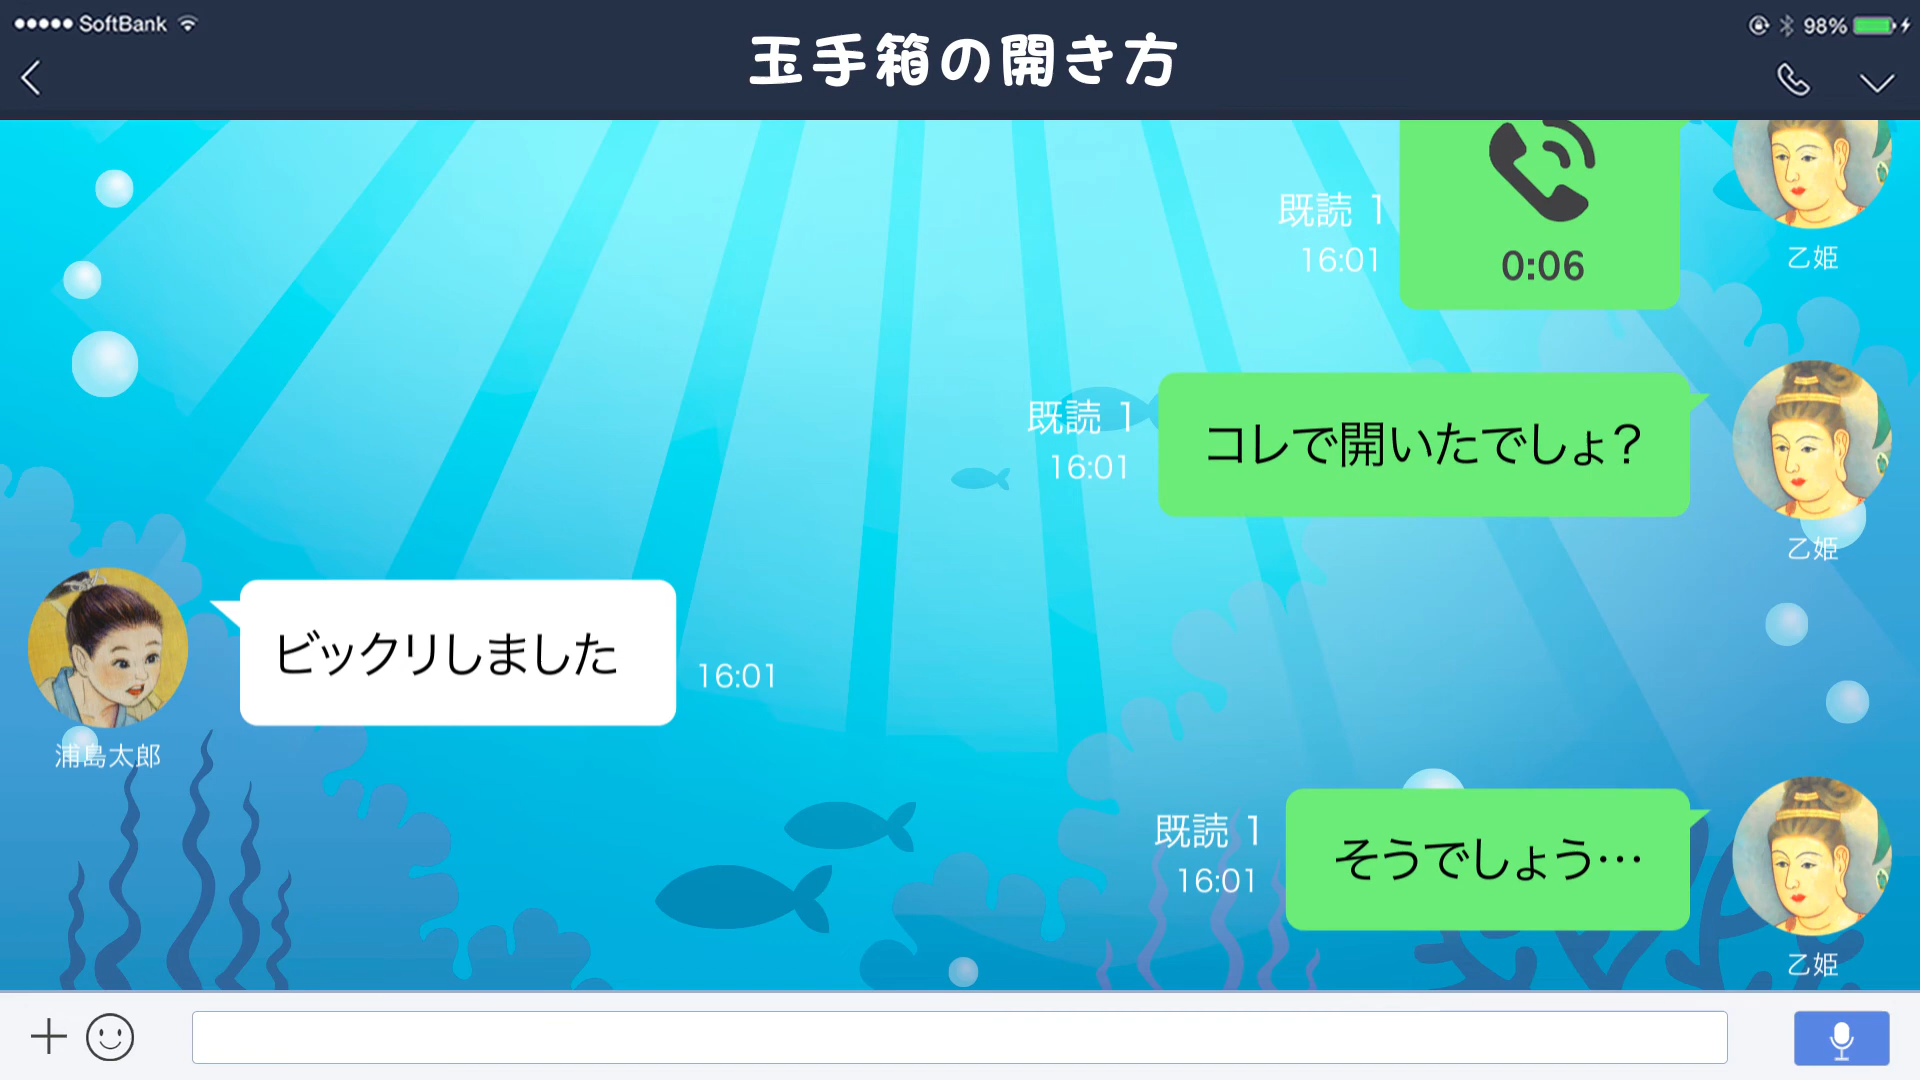 SoftBank
98%
玉手箱の開き方
既読 1
16:01
0:06
乙姫
既読 1
16:01
コレで開いたでしょ？
乙姫
ビックリしました
16:01
浦島太郎
既読 1
16:01
そうでしょう…
乙姫